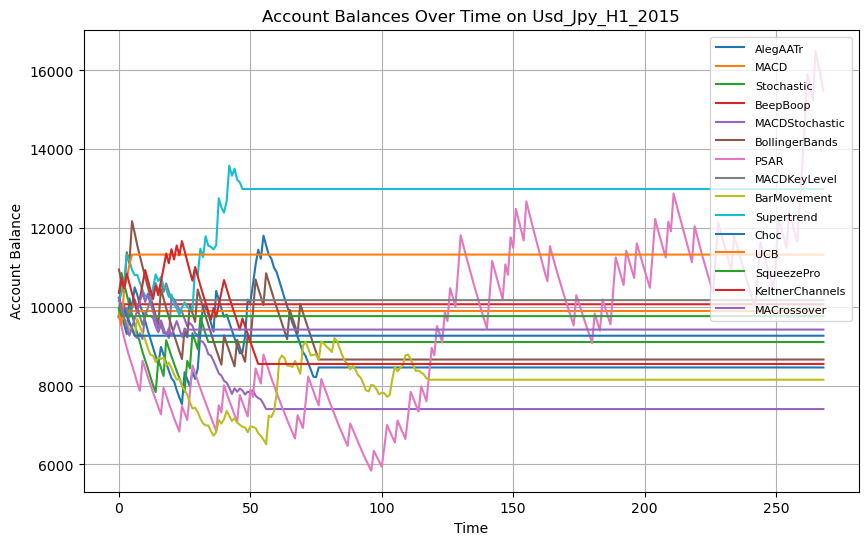 Account Balances Over Time on Usd_Jpy_H1_2015
16000
14000
12000
10000
8000
6000
Account Balance
0
50
100
150
200
250
Time
AlegAATr
MACD
Stochastic
BeepBoop
MACDStochastic
BollingerBands
PSAR
MACDKeyLevel
BarMovement
Supertrend
Choc
UCB
SqueezePro
KeltnerChannels
MACrossover